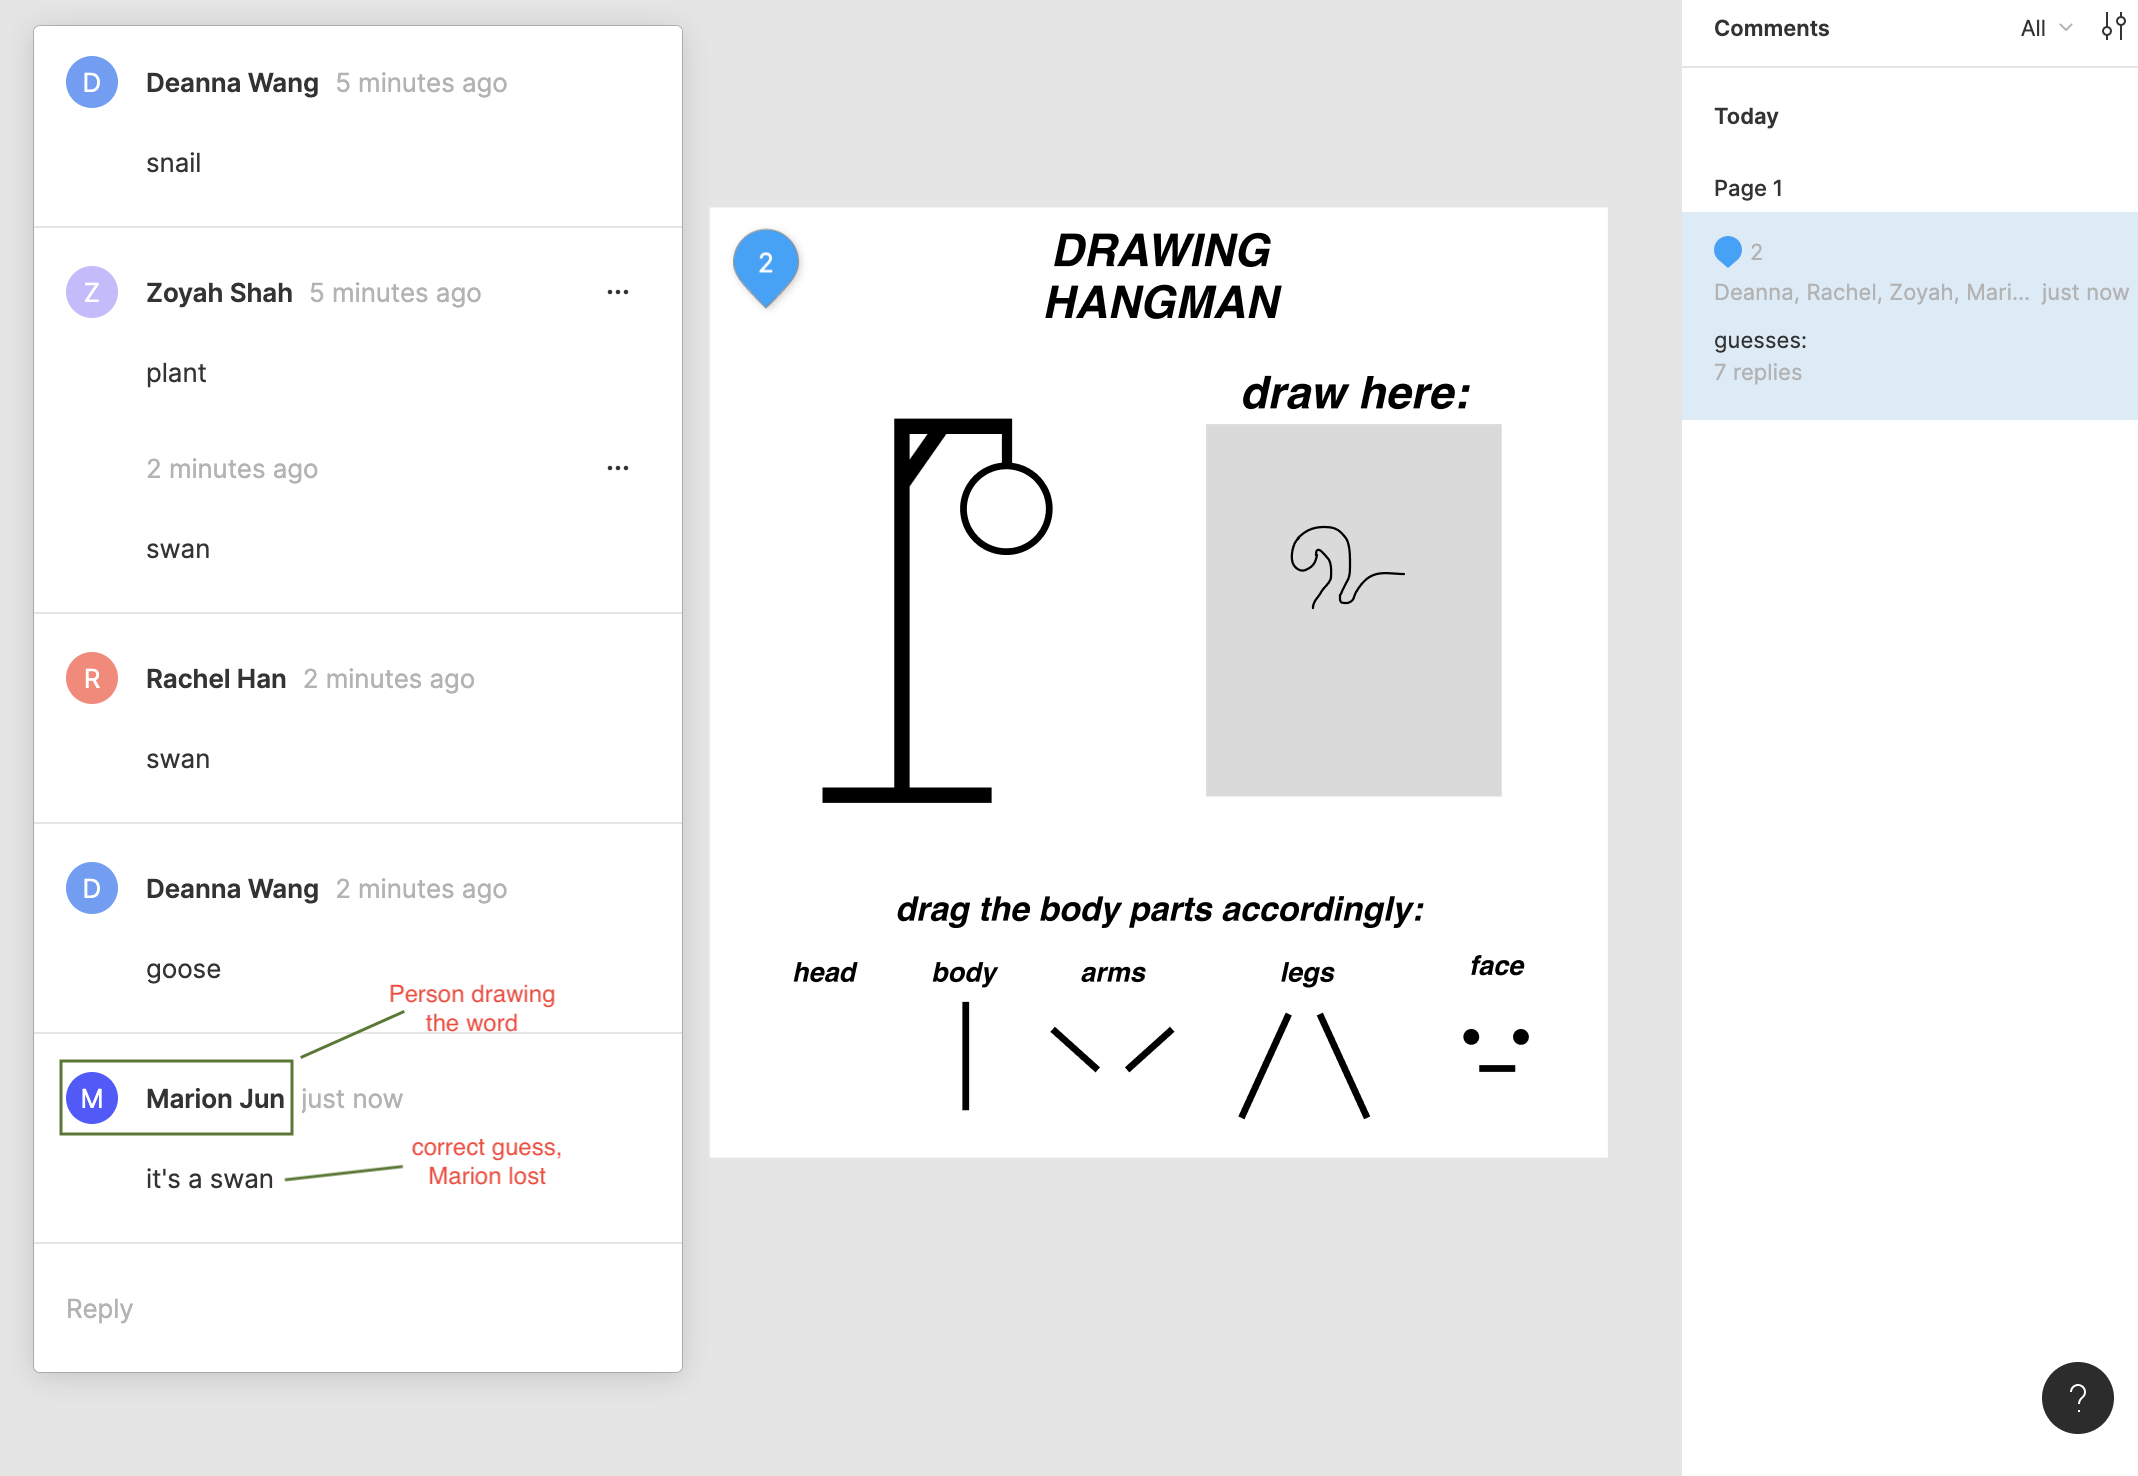 D
Deanna Wang 5 minutes ago
snail
Z
Zoyah Shah 5 minutes ago
plant
2 minutes ago
swan
R
Rachel Han 2 minutes ago
swan
D
Deanna Wang 2 minutes ago
goose
Person drawing
the word
M
Marion Jun just now
correct guess,
Marion lost
it's a swan
Reply
2
DRAWING
HANGMAN
draw here:
drag the body parts accordingly:
head body arms legs face
Comments All
Today
Page 1
2
Deanna, Rachel, Zoyah, Mari... just now
guesses:
7 replies
?